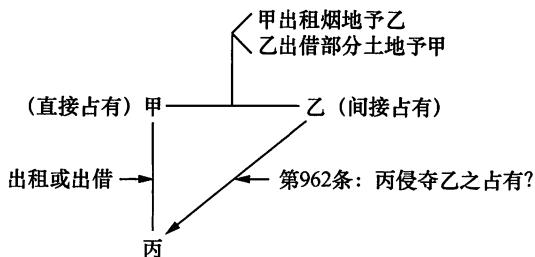 甲出租烟地予乙
乙出借部分土地予甲
（直接占有）甲
乙（间接占有）
出租或出借
第962条：丙侵夺乙之占有？
丙